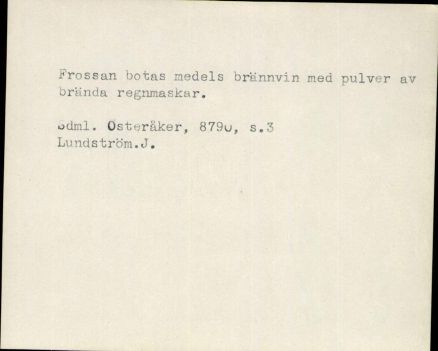 Frossan botas medels brännvin med pulver av
brända regnmaskar.
Sdml. Österåker, 8790, s.3
Lundström.J.